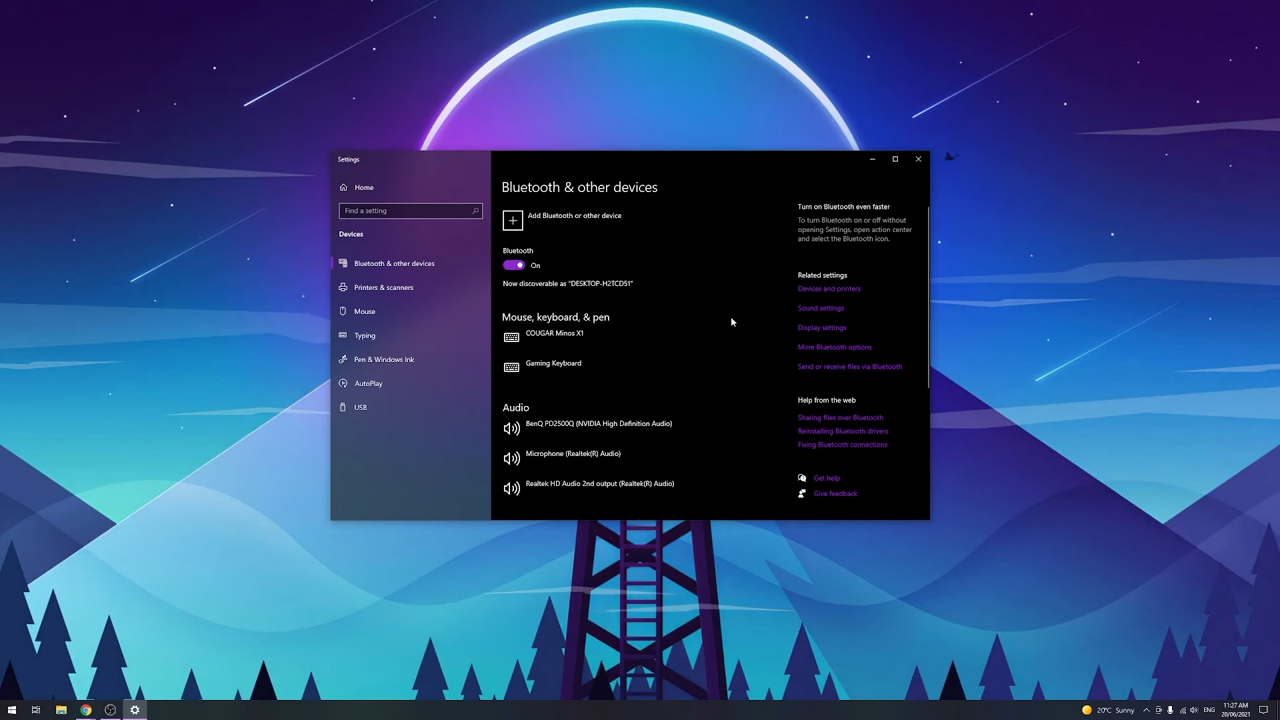 Settings
Home
Find a setting
Devices
Bluetooth & other devices
Printers & scanners
Mouse
Typing
Pen & Windows Ink
AutoPlay
USB
Bluetooth & other devices
Add Bluetooth or other device
Bluetooth
On
Now discoverable as "DESKTOP-H2TCD51"
Mouse, keyboard, & pen
COUGAR Minos X1
Gaming Keyboard
Audio
BenQ PD2500Q (NVIDIA High Definition Audio)
Microphone (Realtek(R) Audio)
Realtek HD Audio 2nd output (Realtek(R) Audio)
Turn on Bluetooth even faster
To turn Bluetooth on or off without
opening Settings, open action center
and select the Bluetooth icon.
Related settings
Devices and printers
Sound settings
Display settings
More Bluetooth options
Send or receive files via Bluetooth
Help from the web
Sharing files over Bluetooth
Reinstalling Bluetooth drivers
Fixing Bluetooth connections
Get help
Give feedback
20°C Sunny
ENG
11:27 AM
20/06/2021